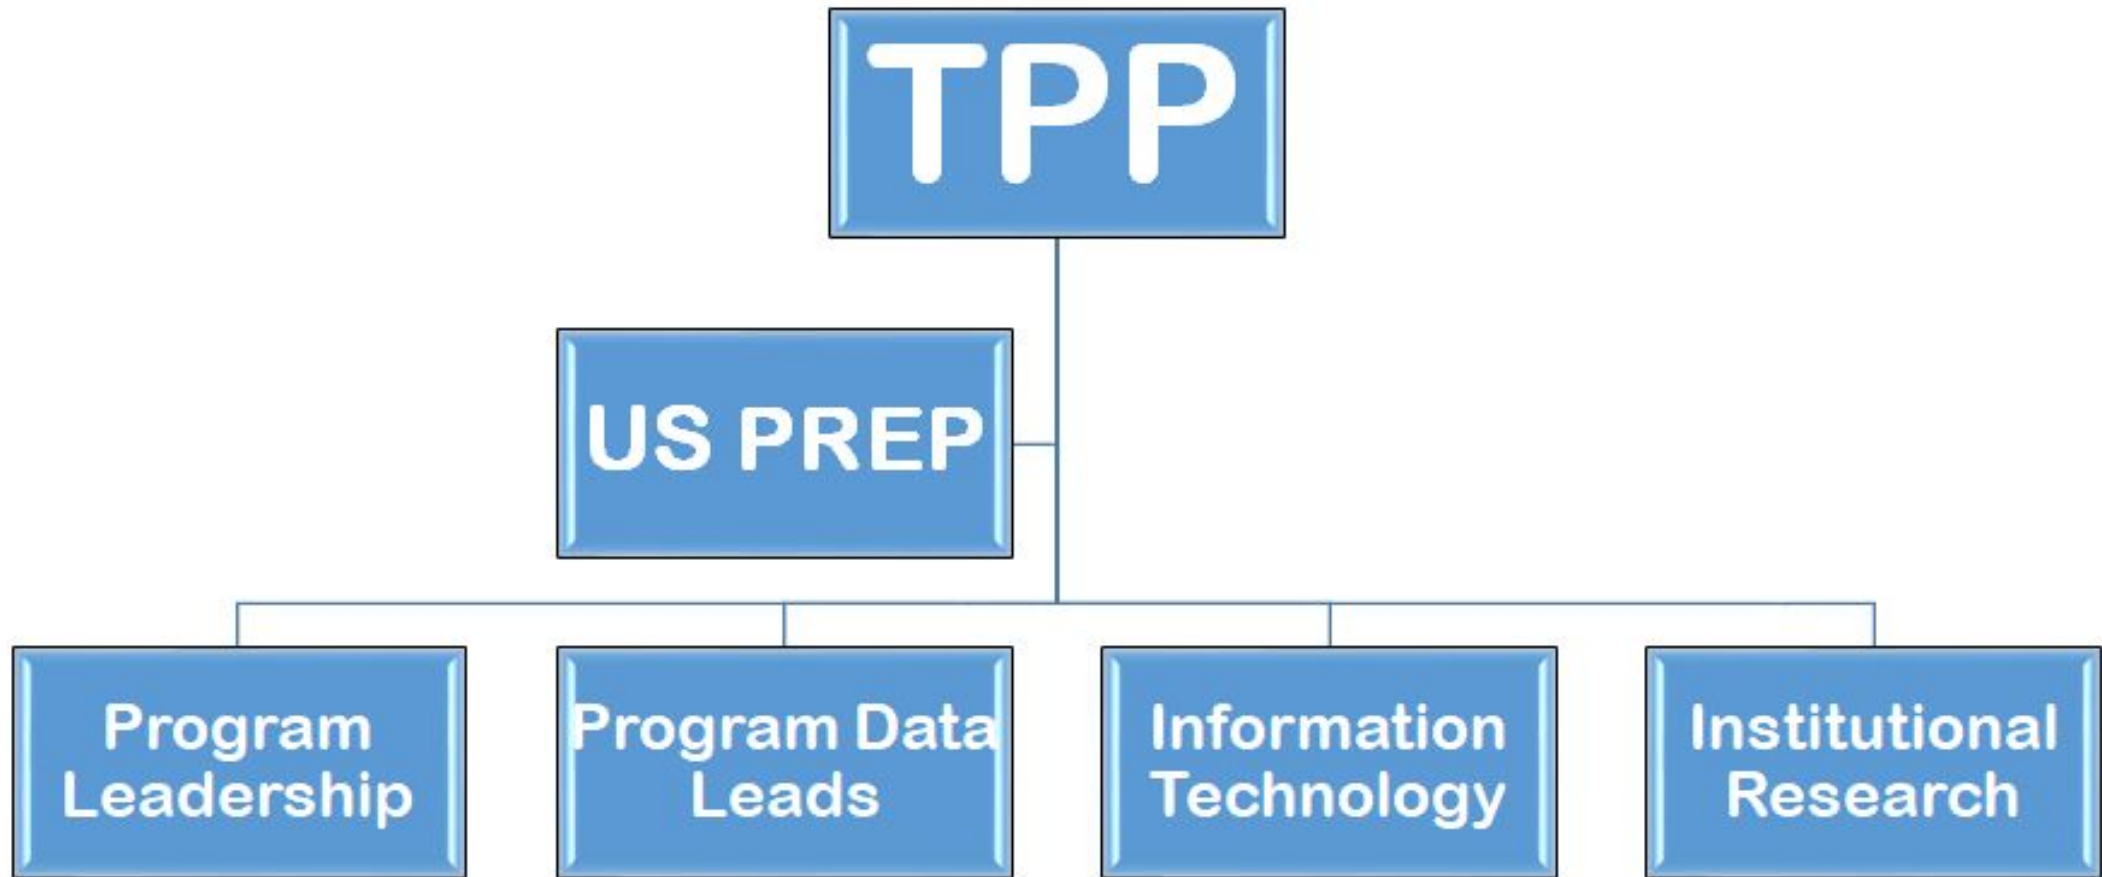 TPP
US PREP
Program
Leadership
Program Data
Leads
Information
Technology
Institutional
Research